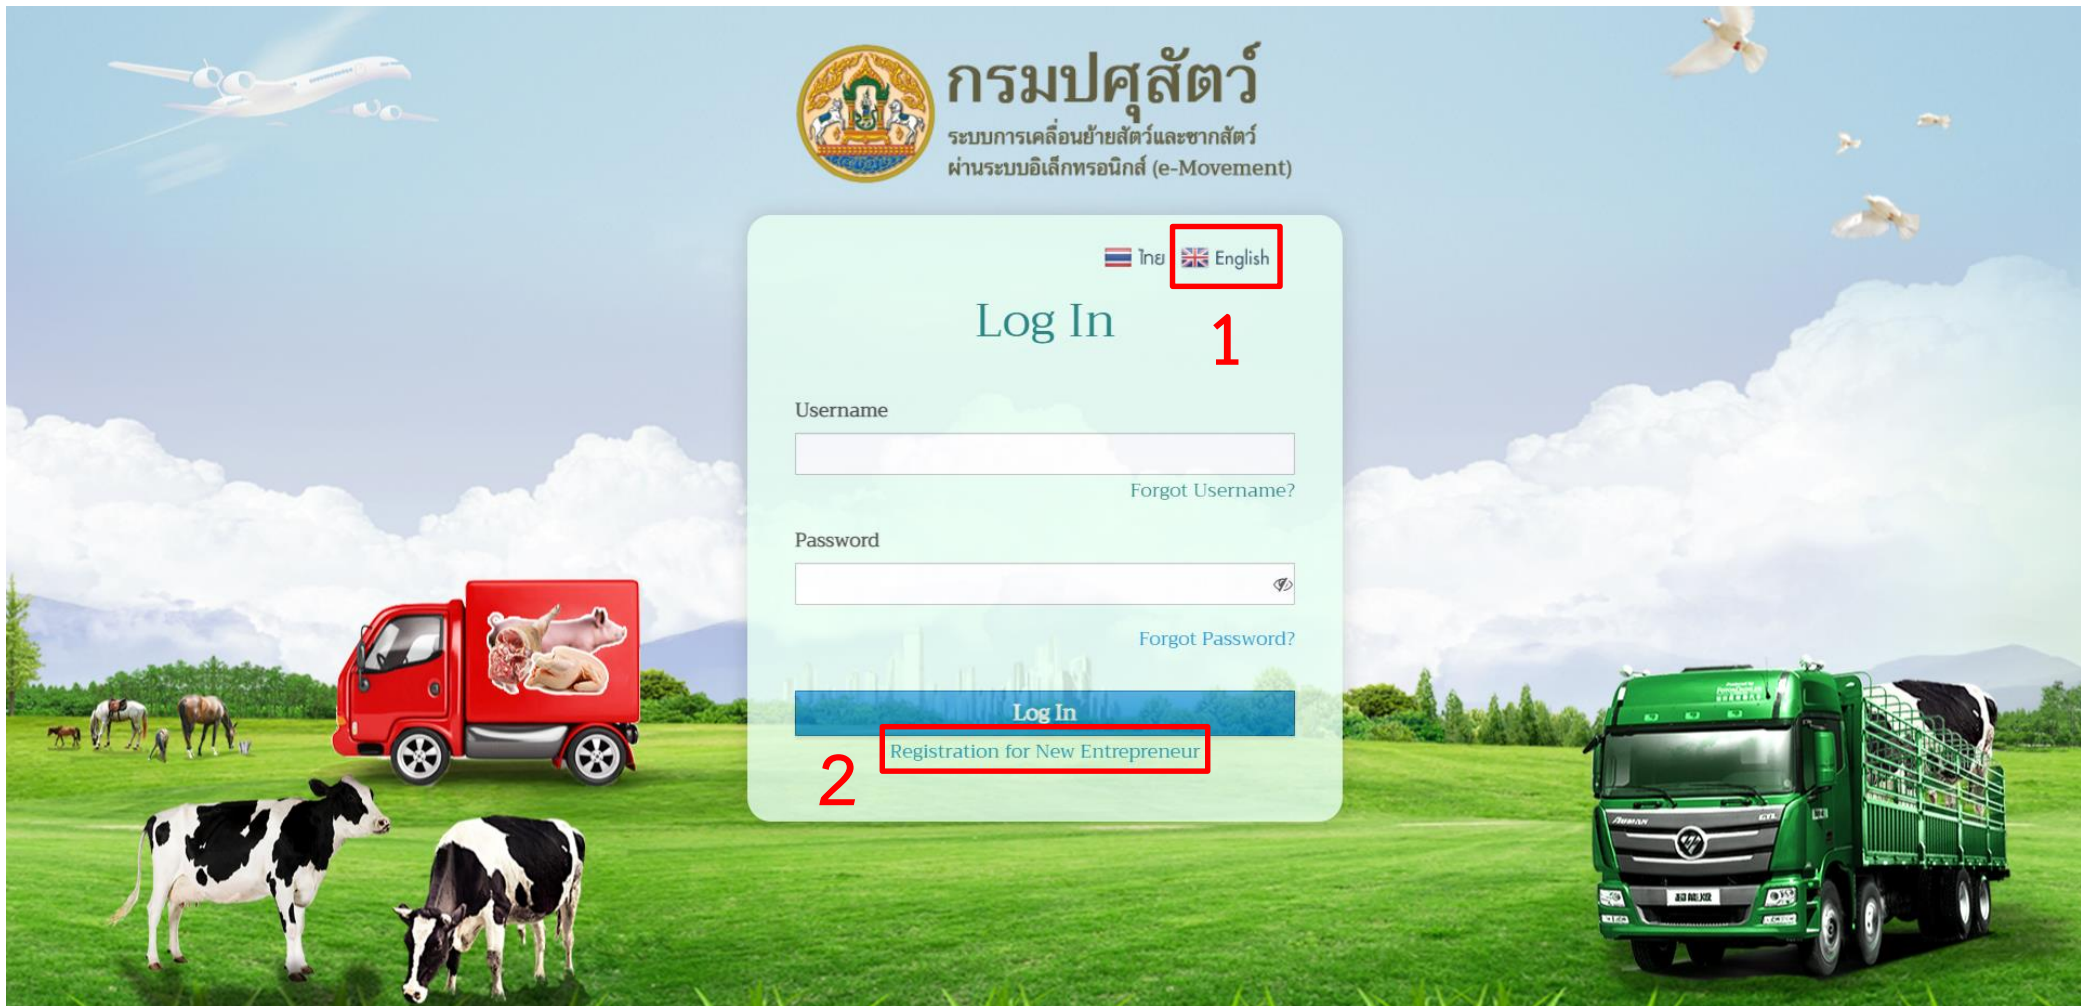 กรมปศุสัตว์
ระบบการเคลื่อนย้ายสัตว์และซากสัตว์
ผ่านระบบอิเล็กทรอนิกส์ (e-Movement)
ไทย English
Log In
1
Username
Forgot Username?
Password
Forgot Password?
Log In
Registration for New Entrepreneur
2
AUMAN
GTL